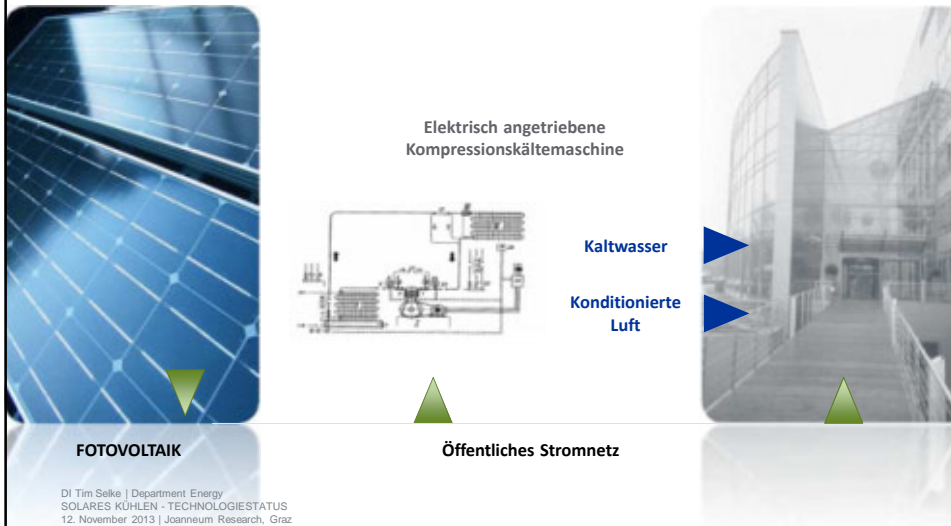 Elektrisch angetriebene
Kompressionskältemaschine
Kaltwasser
Konditionierte
Luft
FOTOVOLTAIK
Öffentliches Stromnetz
DI Tim Selke | Department Energy
SOLARES KÜHLEN - TECHNOLOGIESTATUS
12. November 2013 | Joanneum Research, Graz